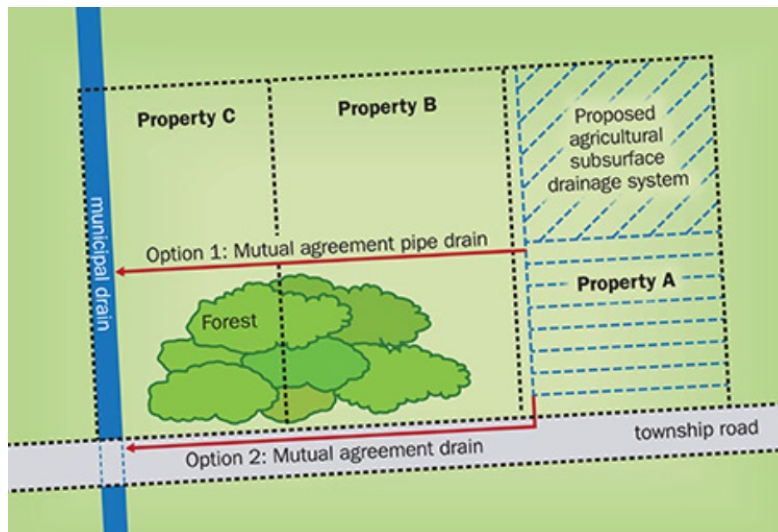 Property C
Property B
Proposed
agricultural
subsurface
drainage system
municipal drain
Option 1: Mutual agreement pipe drain
Property A
Forest
township road
Option 2: Mutual agreement drain